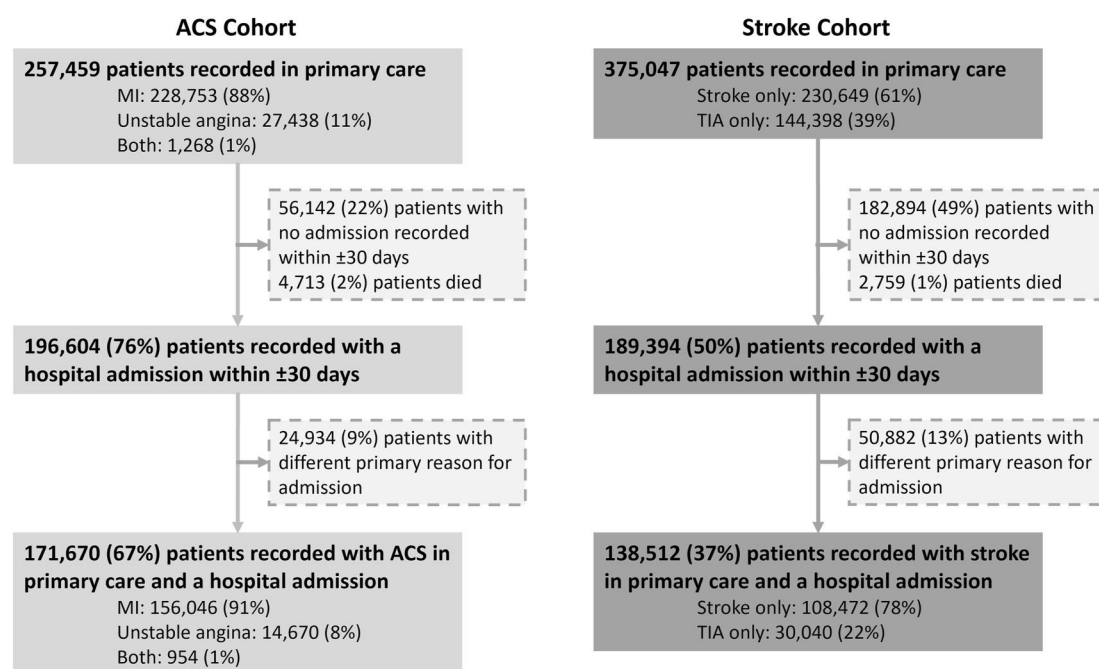 ACS Cohort
257,459 patients recorded in primary care
MI: 228,753 (88%)
Unstable angina: 27,438 (11%)
Both: 1,268 (1%)
56,142 (22%) patients with
no admission recorded
within ±30 days
4,713 (2%) patients died
196,604 (76%) patients recorded with a
hospital admission within ±30 days
24,934 (9%) patients with
different primary reason for
admission
171,670 (67%) patients recorded with ACS in
primary care and a hospital admission
MI: 156,046 (91%)
Unstable angina: 14,670 (8%)
Both: 954 (1%)
Stroke Cohort
375,047 patients recorded in primary care
Stroke only: 230,649 (61%)
TIA only: 144,398 (39%)
182,894 (49%) patients with
no admission recorded
within ±30 days
2,759 (1%) patients died
189,394 (50%) patients recorded with a
hospital admission within ±30 days
50,882 (13%) patients with
different primary reason for
admission
138,512 (37%) patients recorded with stroke
in primary care and a hospital admission
Stroke only: 108,472 (78%)
TIA only: 30,040 (22%)